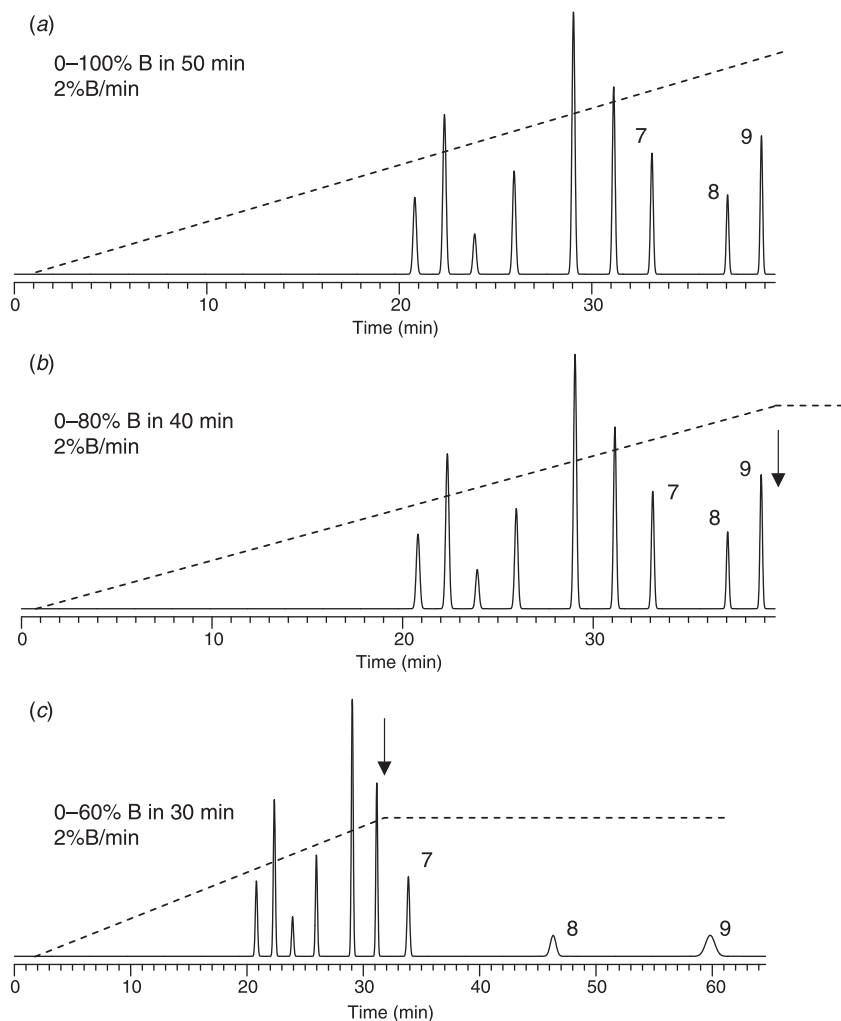 (a)
0–100% B in 50 min
2%B/min
7
8
9
0 10 20 30
Time (min)
(b)
0–80% B in 40 min
2%B/min
7
8
9
0 10 20 30
Time (min)
(c)
0–60% B in 30 min
2%B/min
7
8
9
0 10 20 30 40 50 60
Time (min)